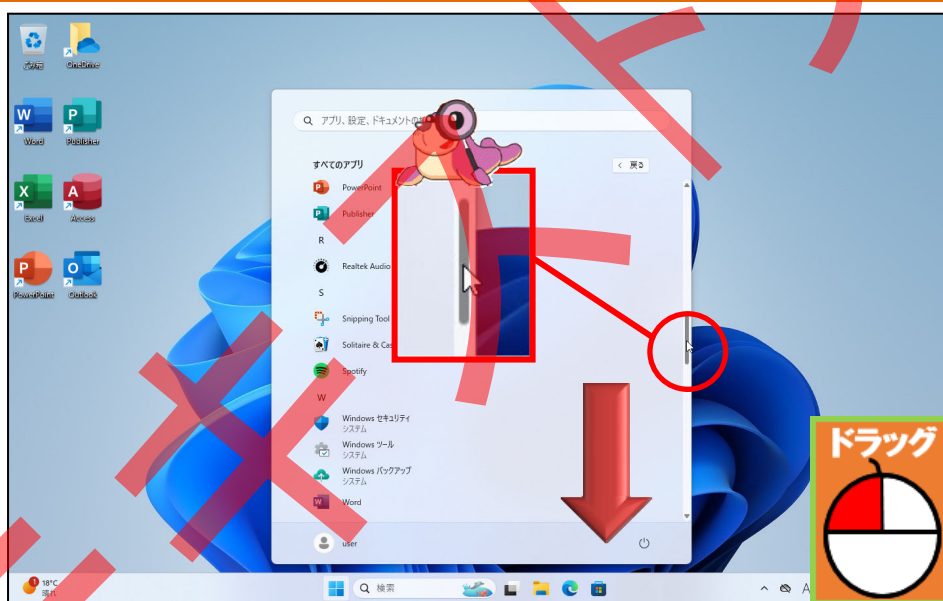 ごみ箱
OneDrive
Word
Publisher
Excel
Access
PowerPoint
Outlook
アプリ、設定、ドキュメントの
すべてのアプリ
戻る
PowerPoint
Publisher
R
Realtek Audio
S
Snipping Tool
Solitaire & Cas
Spotify
W
Windows セキュリティ
システム
Windows ツール
システム
Windows バックアップ
システム
Word
user
ドラッグ
1
18°C
晴れ
検索
A